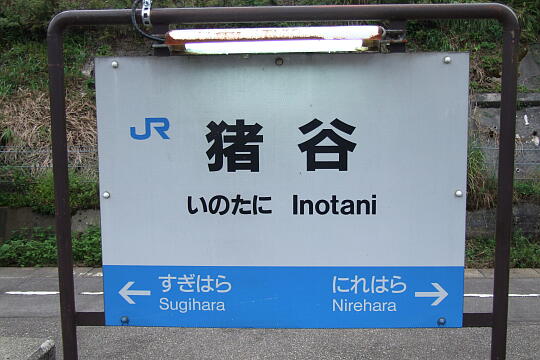 JR
猪谷
いのたに Inotani
← すぎはら にれはら →
Sugihara Nirehara